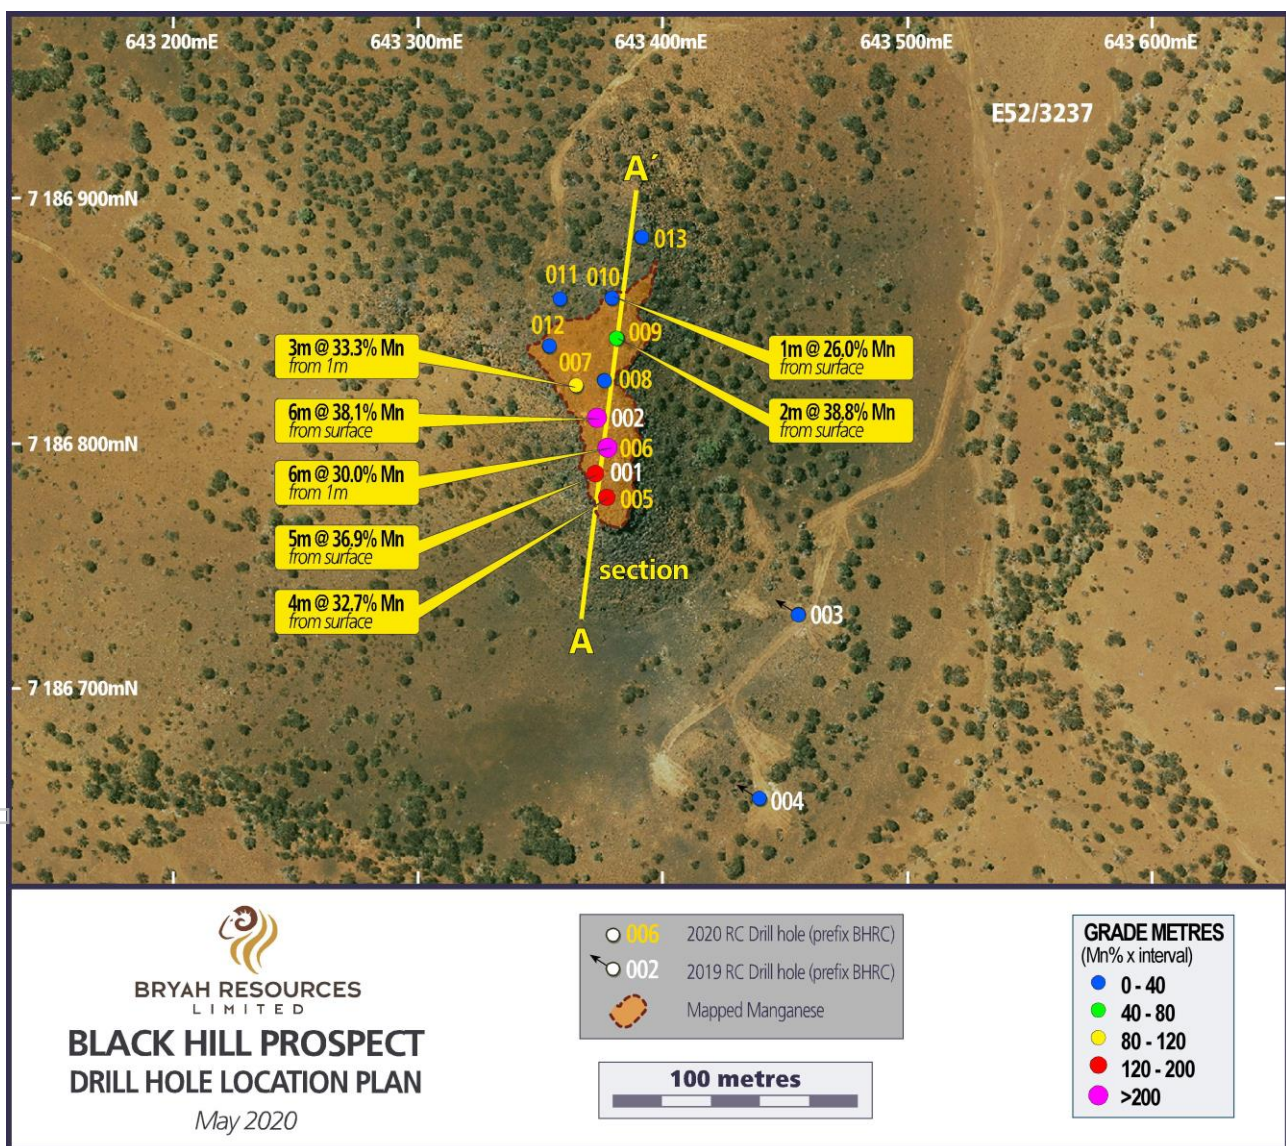 643 200mE
643 300mE
643 400mE
643 500mE
643 600mE
E52/3237
A´
7 186 900mN
013
011
010
012
009
007
008
3m @ 33.3% Mn
from 1m
1m @ 26.0% Mn
from surface
6m @ 38,1% Mn
from surface
002
2m @ 38,8% Mn
from surface
7 186 800mN
006
6m @ 30.0% Mn
from 1m
001
005
5m @ 36,9% Mn
from surface
section
4m @ 32.7% Mn
from surface
003
A
7 186 700mN
004
BRYAH RESOURCES
LIMITED
BLACK HILL PROSPECT
DRILL HOLE LOCATION PLAN
May 2020
006 2020 RC Drill hole (prefix BHRC)
002 2019 RC Drill hole (prefix BHRC)
Mapped Manganese
100 metres
GRADE METRES
(Mn% x interval)
0 - 40
40 - 80
80 - 120
120 - 200
>200